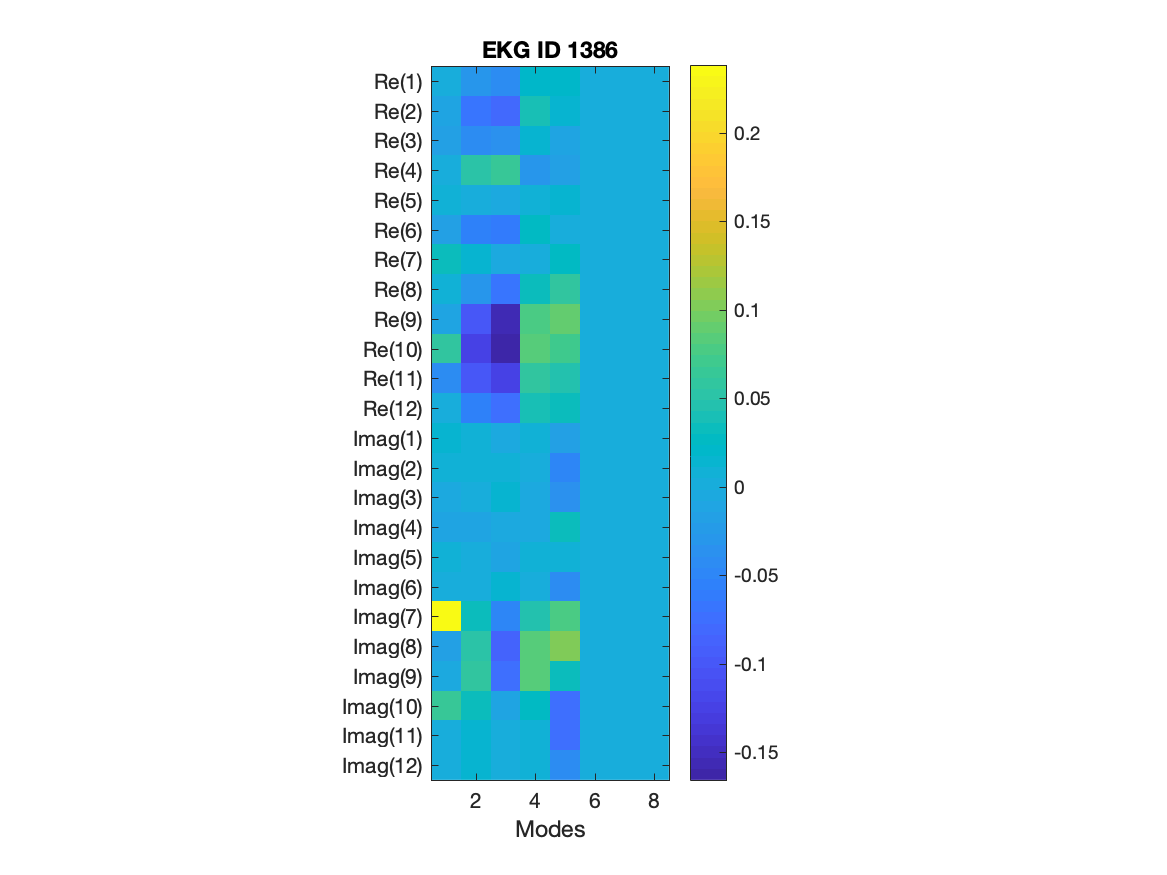 EKG ID 1386
Re(1)
Re(2)
Re(3)
Re(4)
Re(5)
Re(6)
Re(7)
Re(8)
Re(9)
Re(10)
Re(11)
Re(12)
Imag(1)
Imag(2)
Imag(3)
Imag(4)
Imag(5)
Imag(6)
Imag(7)
Imag(8)
Imag(9)
Imag(10)
Imag(11)
Imag(12)
2 4 6 8
Modes
0.2
0.15
0.1
0.05
0
-0.05
-0.1
-0.15